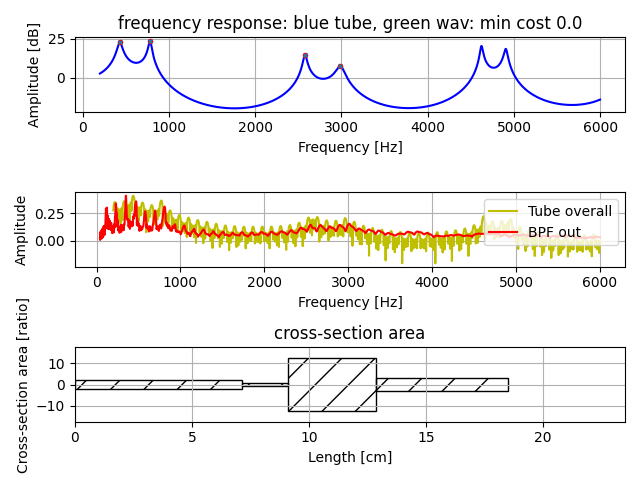 frequency response: blue tube, green wav: min cost 0.0
Amplitude [dB]
25
0
0 1000 2000 3000 4000 5000 6000
Frequency [Hz]
Amplitude
0.25
0.00
Tube overall
BPF out
0 1000 2000 3000 4000 5000 6000
Frequency [Hz]
cross-section area
Cross-section area [ratio]
10
0
−10
0 5 10 15 20
Length [cm]